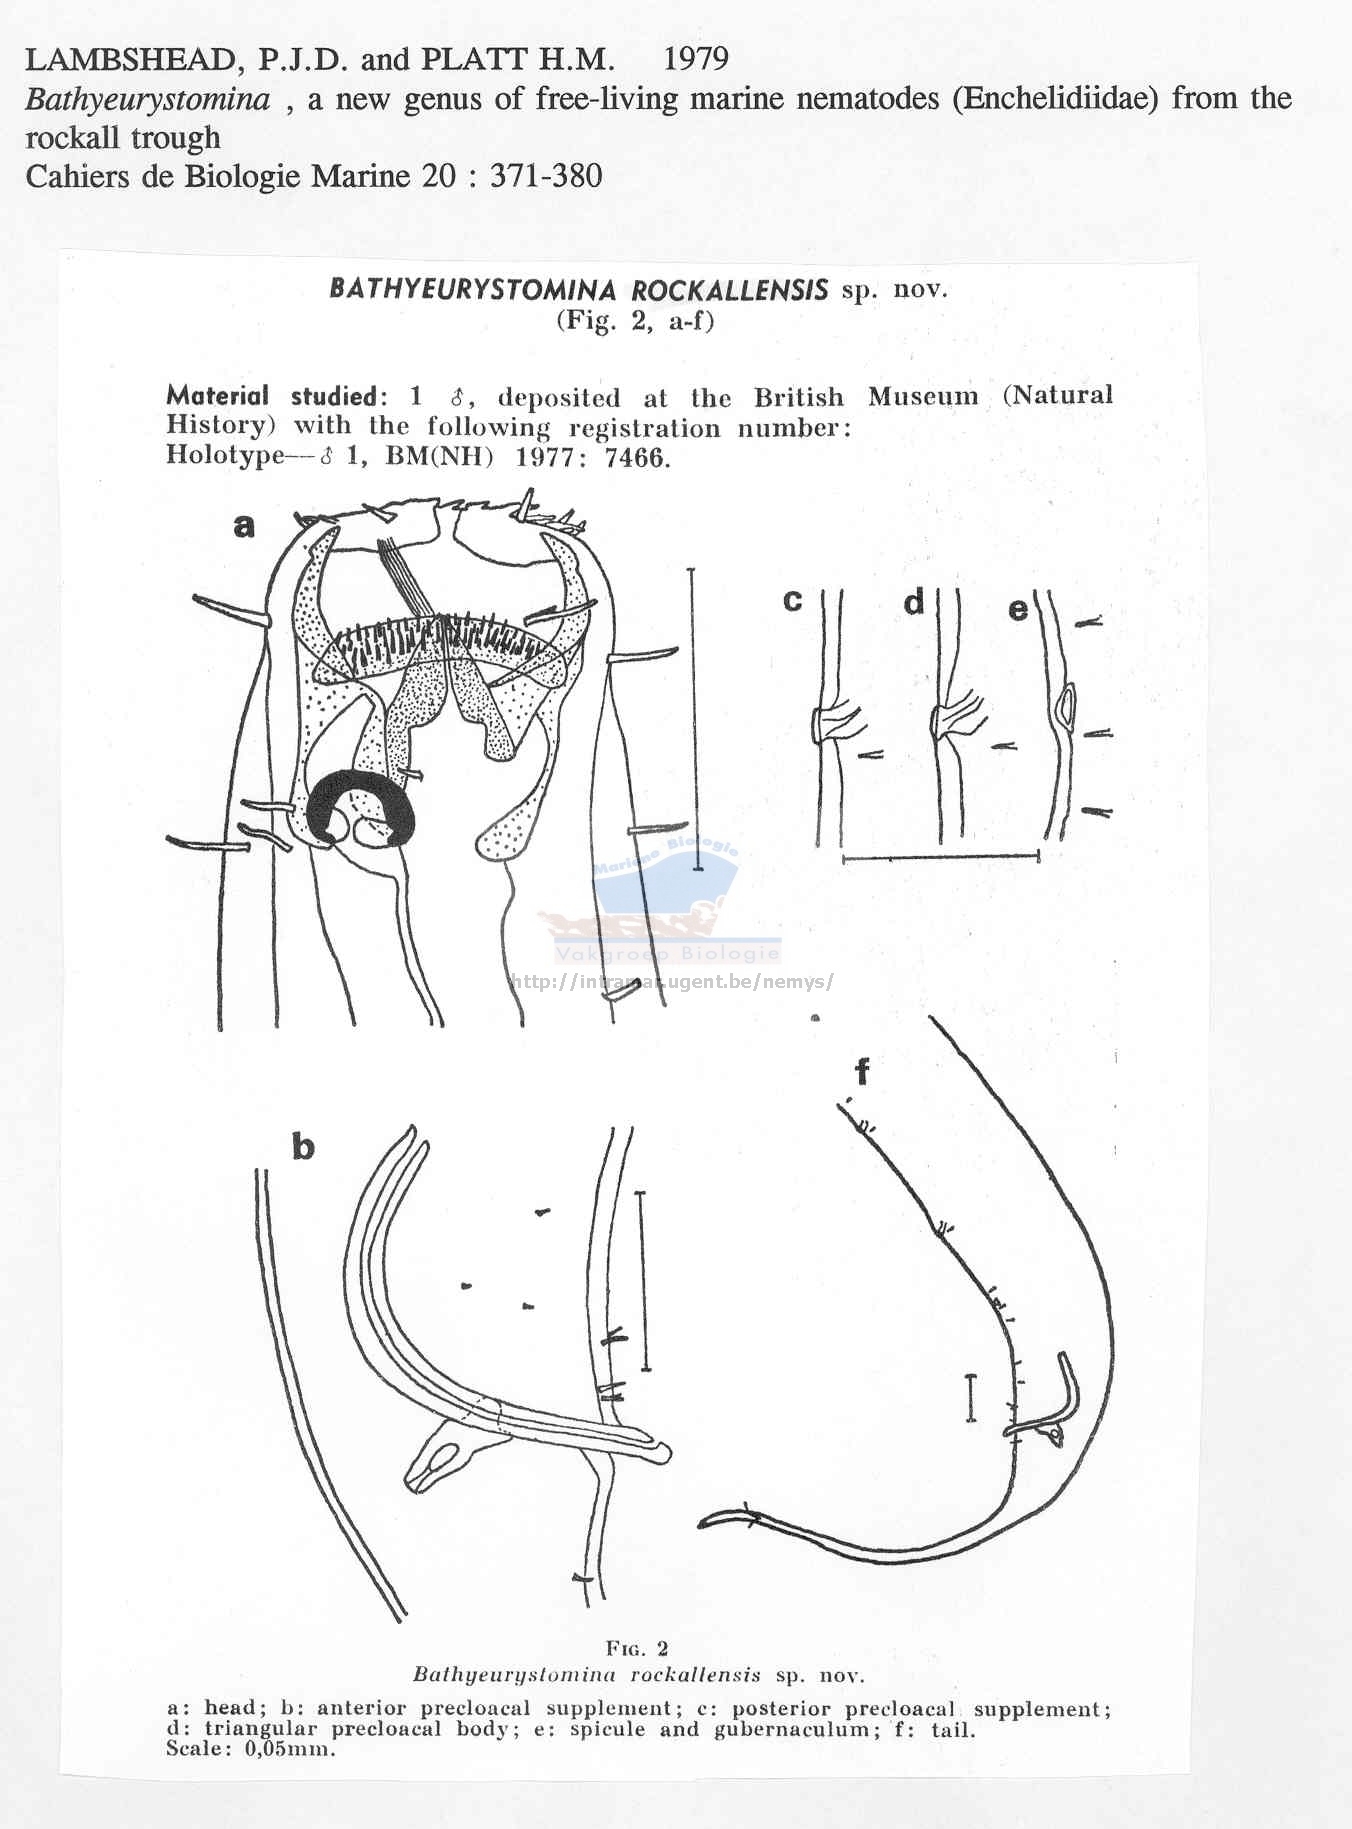 LAMBSHEAD, P.J.D. and PLATT H.M. 1979
Bathyeurystomina , a new genus of free-living marine nematodes (Enchelidiidae) from the
rockall trough
Cahiers de Biologie Marine 20 : 371-380
BATHYEURYSTOMINA ROCKALLENSIS sp. nov.
(Fig. 2, a-f)
Material studied: 1 ♂, deposited at the British Museum (Natural
History) with the following registration number:
Holotype—♂ 1, BM(NH) 1977: 7466.
a
c d e
Mariene Biologie
Vakgroep Biologie
http://intramar.ugent.be/nemys/
f
b
FIG. 2
Bathyeurystomina rockallensis sp. nov.
a: head; b: anterior precloacal supplement; c: posterior precloacal supplement;
d: triangular precloacal body; e: spicule and gubernaculum; f: tail.
Scale: 0,05mm.